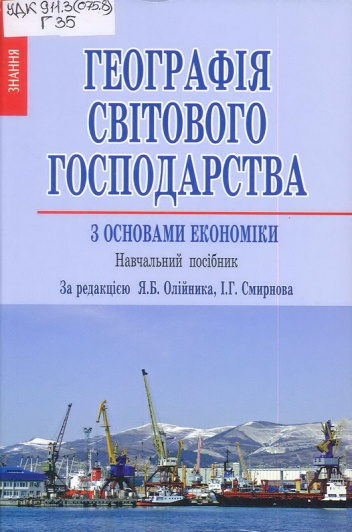 УДК 911.3(075.8)
Г 35
ЗНАННЯ
ГЕОГРАФІЯ
СВІТОВОГО
ГОСПОДАРСТВА
З ОСНОВАМИ ЕКОНОМІКИ
Навчальний посібник
За редакцією Я.Б. Олійника, І.Г. Смирнова